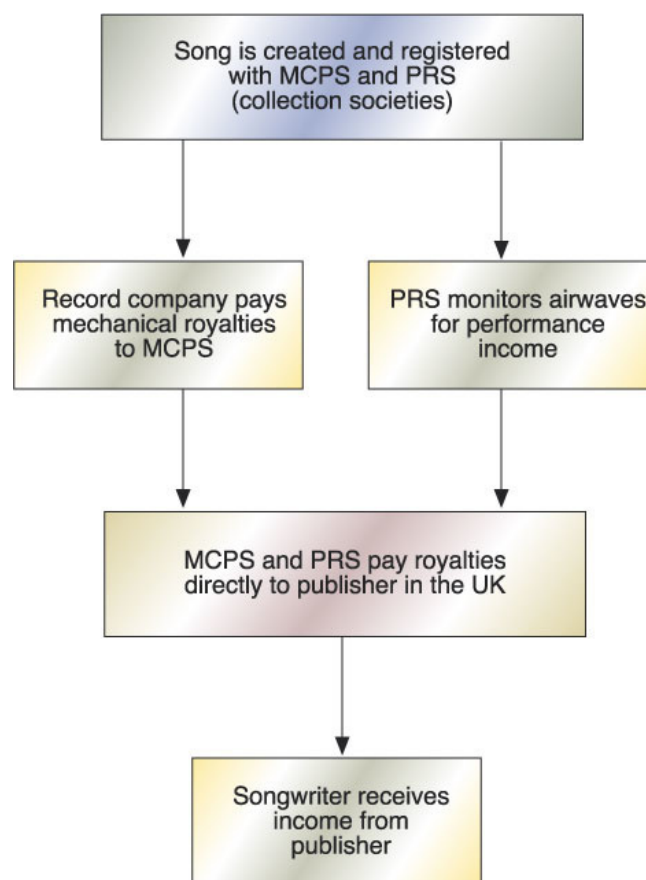 Song is created and registered
with MCPS and PRS
(collection societies)
Record company pays
mechanical royalties
to MCPS
PRS monitors airwaves
for performance
income
MCPS and PRS pay royalties
directly to publisher in the UK
Songwriter receives
income from
publisher